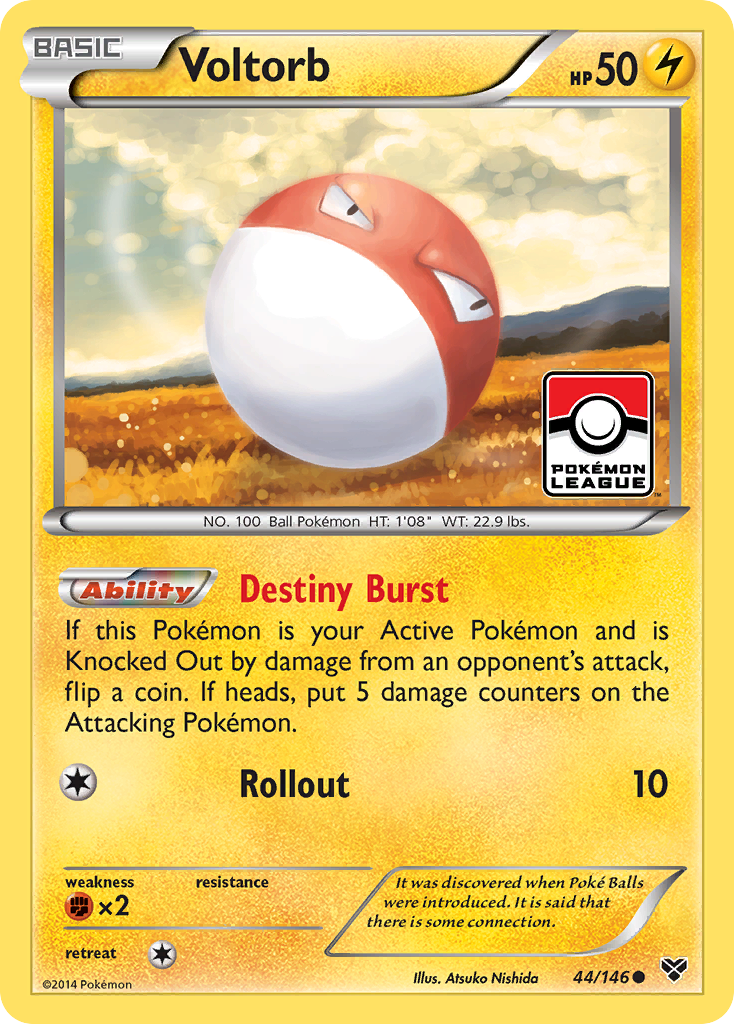 BASIC
Voltorb
HP 50
POKÉMON
LEAGUE
™
NO. 100 Ball Pokémon HT: 1'08" WT: 22.9 lbs.
Ability Destiny Burst
If this Pokémon is your Active Pokémon and is
Knocked Out by damage from an opponent's attack,
flip a coin. If heads, put 5 damage counters on the
Attacking Pokémon.
Rollout 10
weakness resistance
×2
It was discovered when Poké Balls
were introduced. It is said that
there is some connection.
retreat
©2014 Pokémon
Illus. Atsuko Nishida
44/146
XY